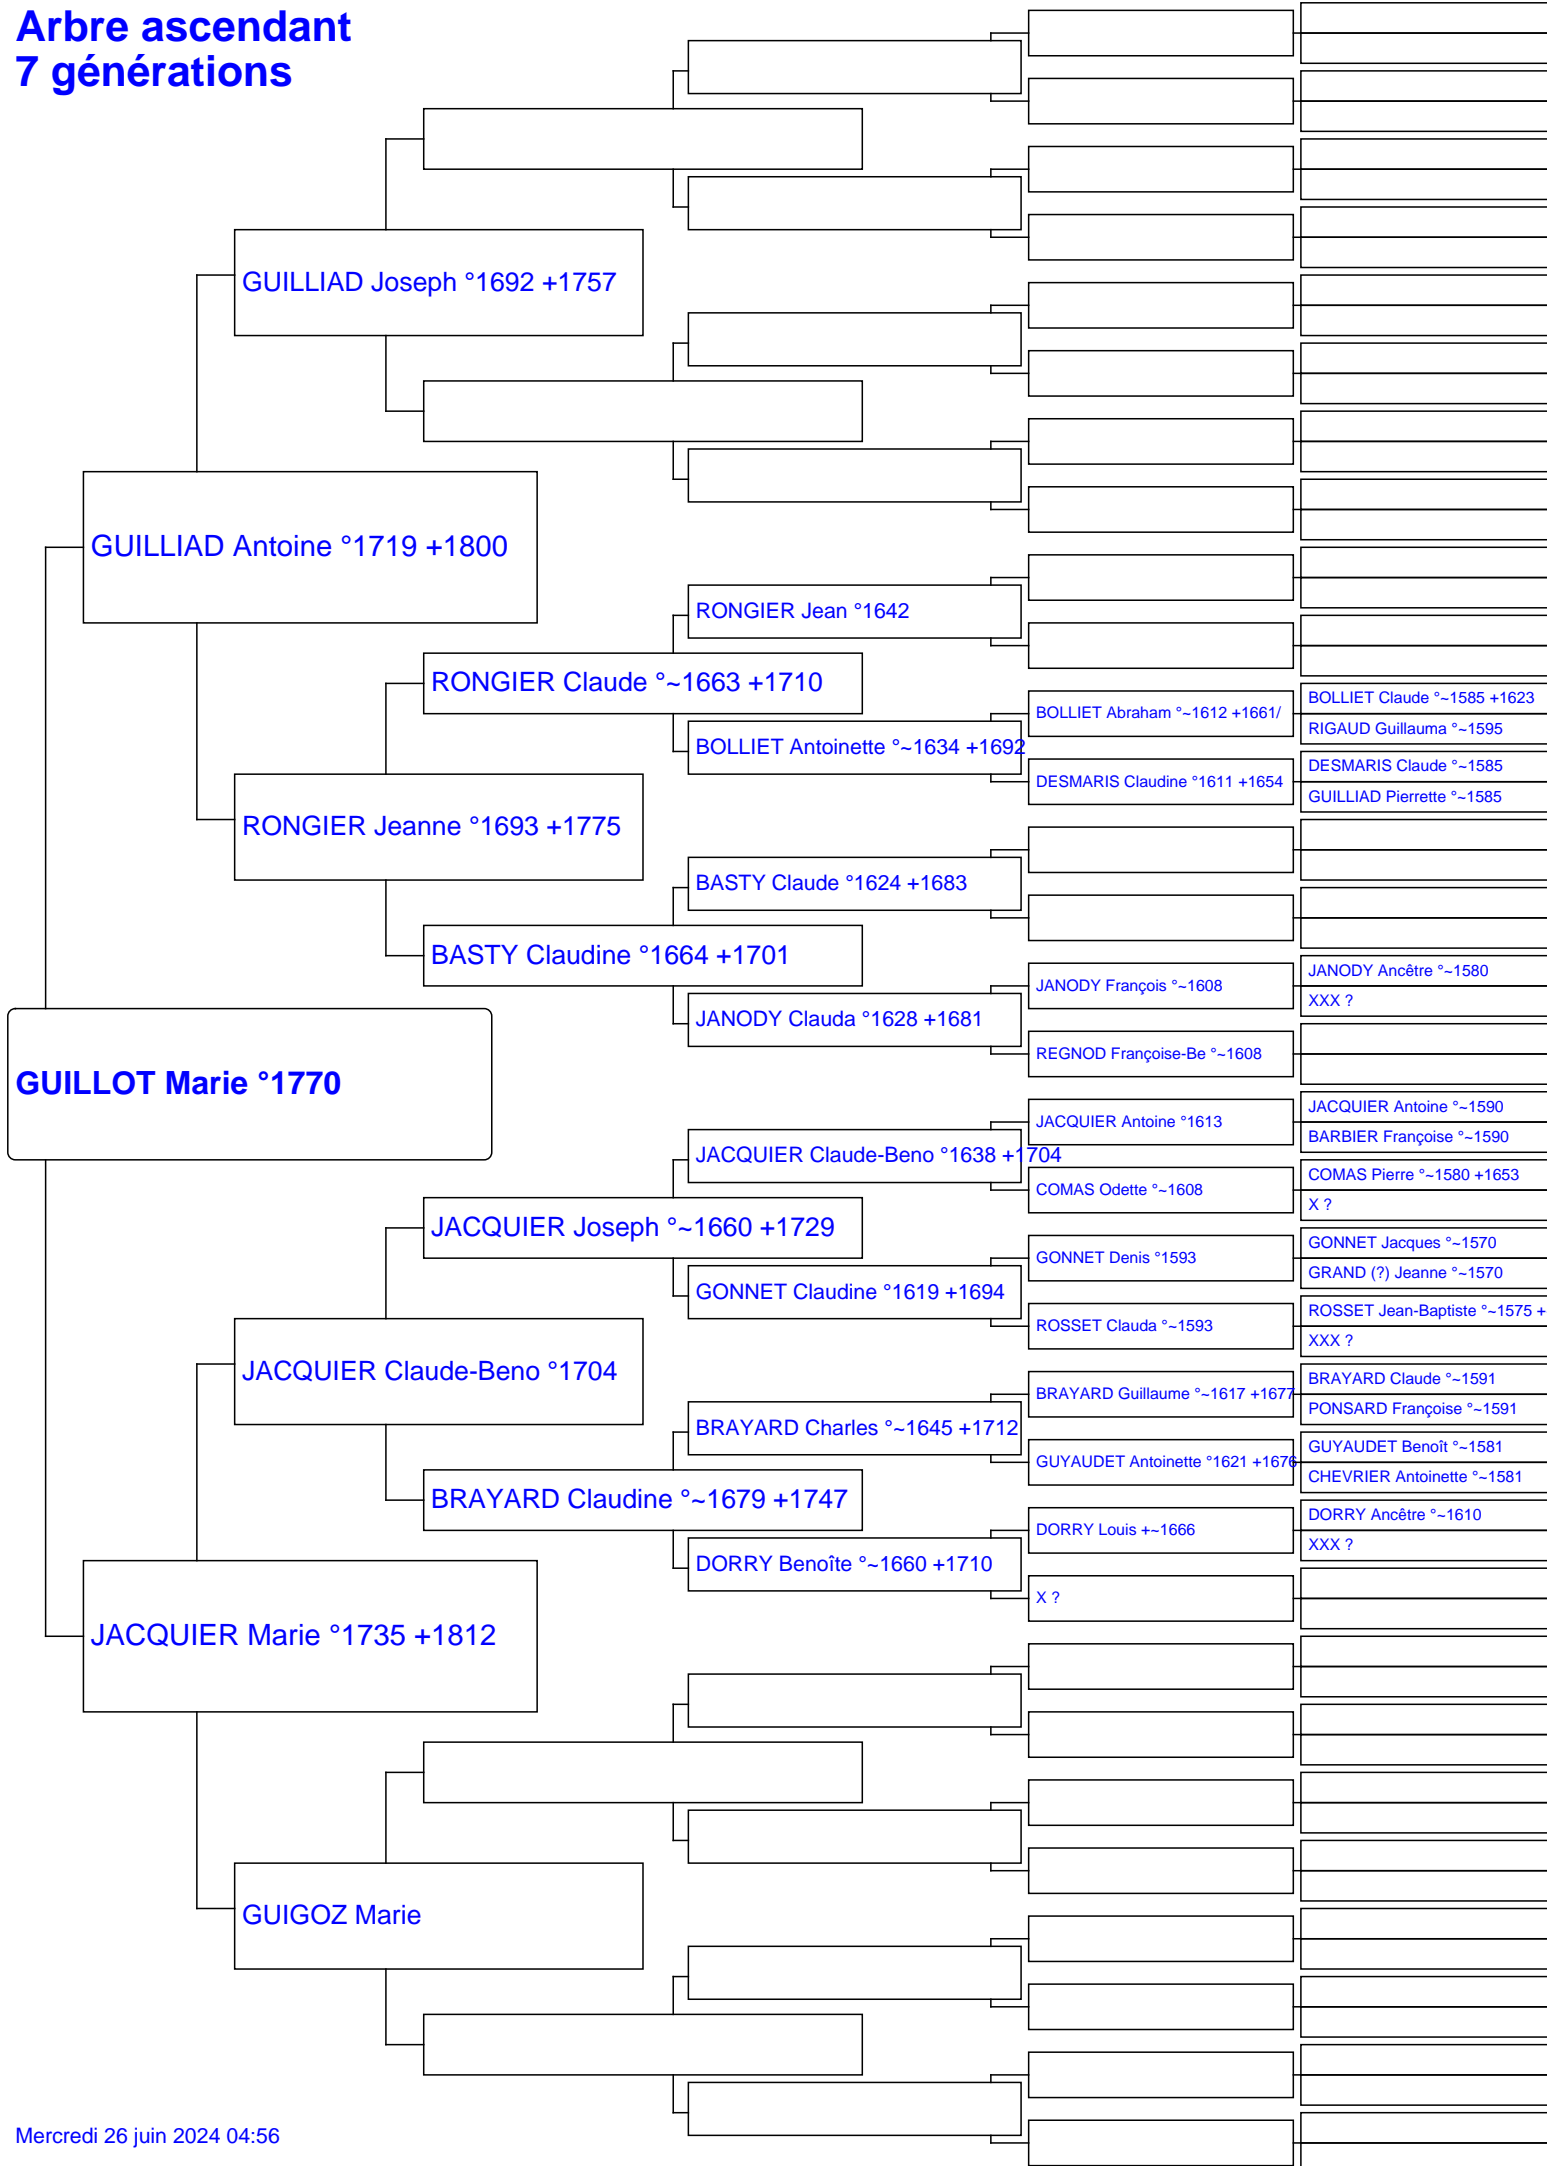 Arbre ascendant
7 générations
GUILLIAD Joseph °1692 +1757
GUILLIAD Antoine °1719 +1800
RONGIER Jean °1642
RONGIER Claude °~1663 +1710
BOLLIET Abraham °~1612 +1661/
BOLLIET Claude °~1585 +1623
RIGAUD Guillauma °~1595
BOLLIET Antoinette °~1634 +1692
DESMARIS Claudine °1611 +1654
DESMARIS Claude °~1585
GUILLIAD Pierrette °~1585
RONGIER Jeanne °1693 +1775
BASTY Claude °1624 +1683
BASTY Claudine °1664 +1701
JANODY François °~1608
JANODY Ancêtre °~1580
XXX ?
JANODY Clauda °1628 +1681
REGNOD Françoise-Be °~1608
GUILLOT Marie °1770
JACQUIER Antoine °1613
JACQUIER Antoine °~1590
BARBIER Françoise °~1590
JACQUIER Claude-Beno °1638 +1704
COMAS Odette °~1608
COMAS Pierre °~1580 +1653
X ?
JACQUIER Joseph °~1660 +1729
GONNET Denis °1593
GONNET Jacques °~1570
GRAND (?) Jeanne °~1570
GONNET Claudine °1619 +1694
ROSSET Clauda °~1593
ROSSET Jean-Baptiste °~1575 +
XXX ?
JACQUIER Claude-Beno °1704
BRAYARD Guillaume °~1617 +1677
BRAYARD Claude °~1591
PONSARD Françoise °~1591
BRAYARD Charles °~1645 +1712
GUYAUDET Antoinette °1621 +1676
GUYAUDET Benoît °~1581
CHEVRIER Antoinette °~1581
BRAYARD Claudine °~1679 +1747
DORRY Louis +~1666
DORRY Ancêtre °~1610
XXX ?
DORRY Benoîte °~1660 +1710
X ?
JACQUIER Marie °1735 +1812
GUIGOZ Marie
Mercredi 26 juin 2024 04:56